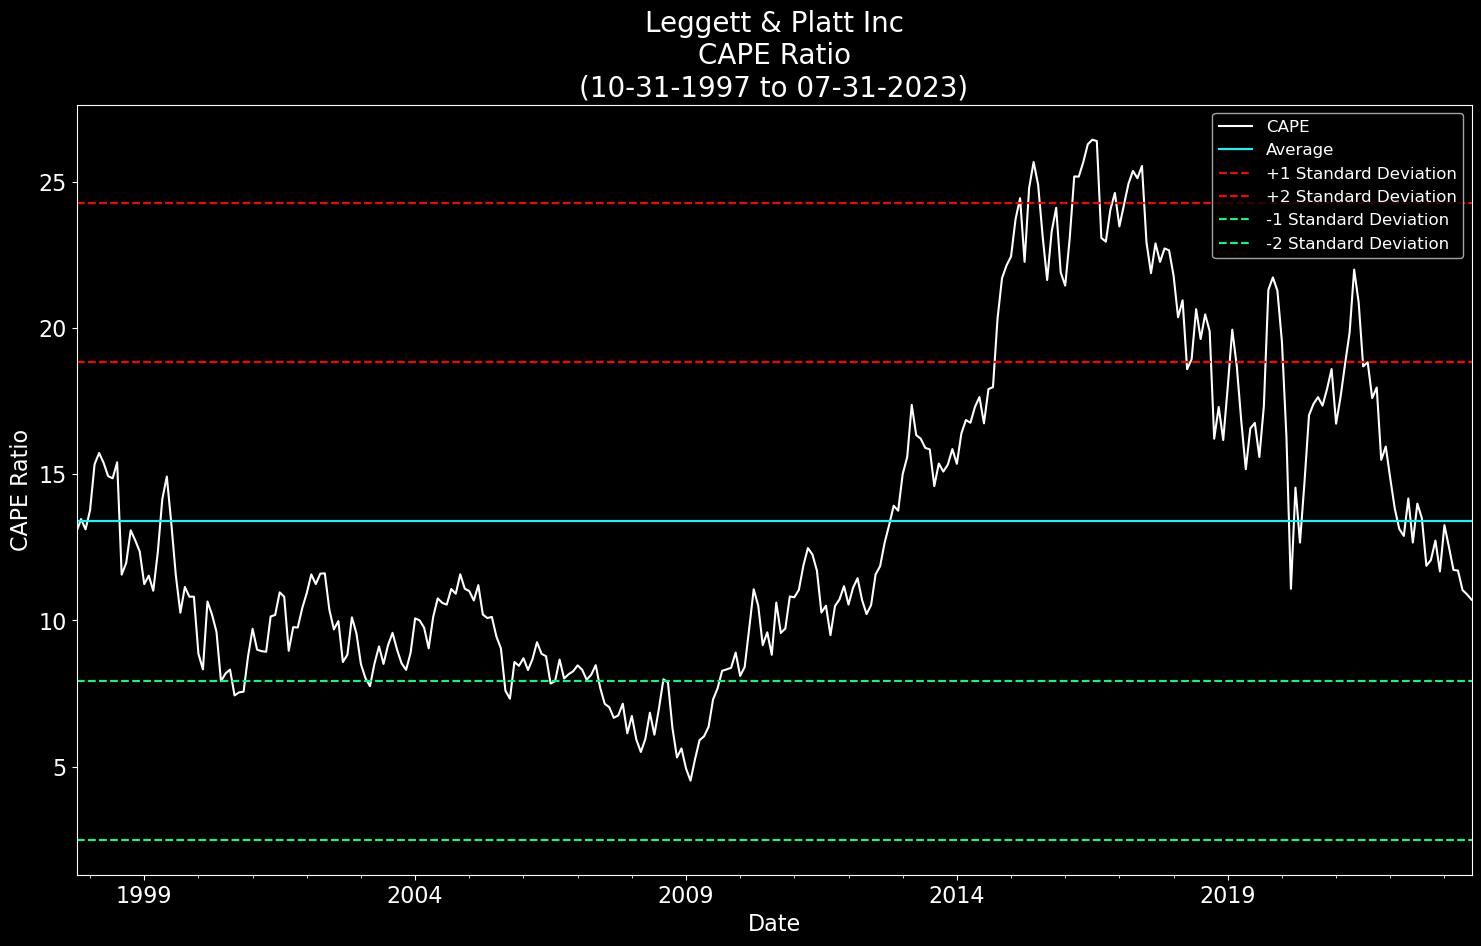 Leggett & Platt Inc
CAPE Ratio
(10-31-1997 to 07-31-2023)
CAPE
Average
+1 Standard Deviation
+2 Standard Deviation
-1 Standard Deviation
-2 Standard Deviation
CAPE Ratio
25
20
15
10
5
1999
2004
2009
2014
2019
Date